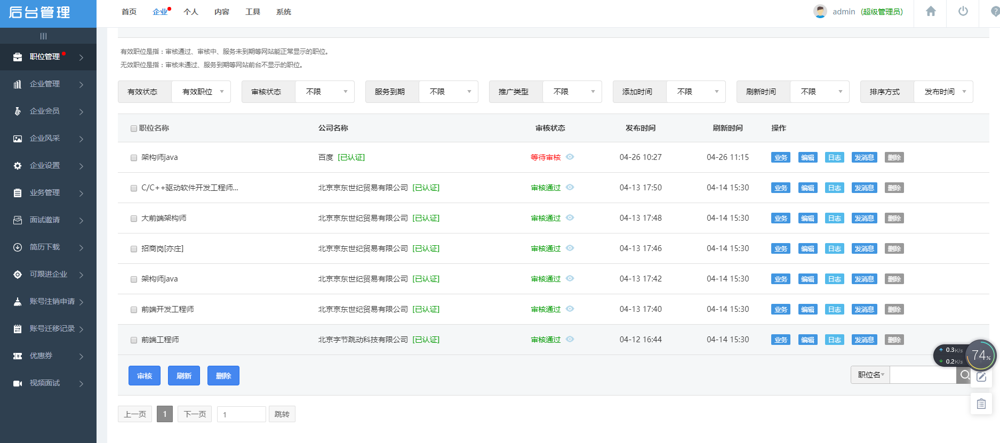 后台管理
首页 企业 个人 内容 工具 系统
admin (超级管理员)
职位管理
企业管理
企业会员
企业风采
企业设置
业务管理
面试邀请
简历下载
可跟进企业
账号注销申请
账号迁移记录
优惠券
视频面试
有效职位是指：审核通过、审核中、服务未到期等网站能正常显示的职位。
无效职位是指：审核未通过、服务到期等网站前台不显示的职位。
有效状态 有效职位 审核状态 不限 服务到期 不限 推广类型 不限 添加时间 不限 刷新时间 不限 排序方式 发布时间
职位名称 公司名称 审核状态 发布时间 刷新时间 操作
架构师java 百度 [已认证] 等待审核 04-26 10:27 04-26 11:15 业务 编辑 日志 发消息 删除
C/C++驱动软件开发工程师... 北京京东世纪贸易有限公司 [已认证] 审核通过 04-13 17:50 04-14 15:30 业务 编辑 日志 发消息 删除
大前端架构师 北京京东世纪贸易有限公司 [已认证] 审核通过 04-13 17:48 04-14 15:30 业务 编辑 日志 发消息 删除
招商岗[亦庄] 北京京东世纪贸易有限公司 [已认证] 审核通过 04-13 17:46 04-14 15:30 业务 编辑 日志 发消息 删除
架构师java 北京京东世纪贸易有限公司 [已认证] 审核通过 04-13 17:42 04-14 15:30 业务 编辑 日志 发消息 删除
前端开发工程师 北京京东世纪贸易有限公司 [已认证] 审核通过 04-13 17:40 04-14 15:30 业务 编辑 日志 发消息 删除
前端工程师 北京字节跳动科技有限公司 [已认证] 审核通过 04-12 16:44 04-14 15:30 业务 编辑 日志 发消息 删除
0.3K/s
0.2K/s
74%
审核 刷新 删除 职位名
上一页 1 下一页 1 跳转